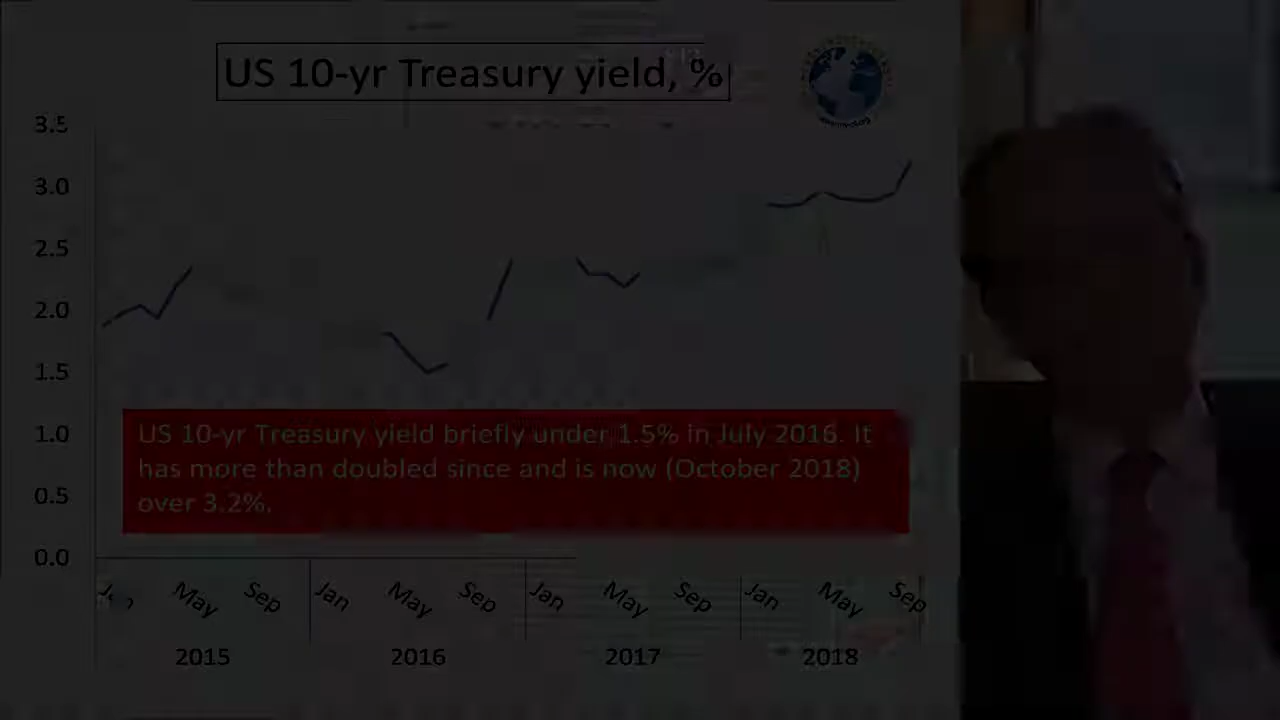 US 10-yr Treasury yield, %
3.5
3.0
2.5
2.0
1.5
1.0
0.5
0.0
US 10-yr Treasury yield briefly under 1.5% in July 2016. It
has more than doubled since and is now (October 2018)
over 3.2%.
May Sep Jan May Sep Jan May Sep Jan May Sep
2015 2016 2017 2018